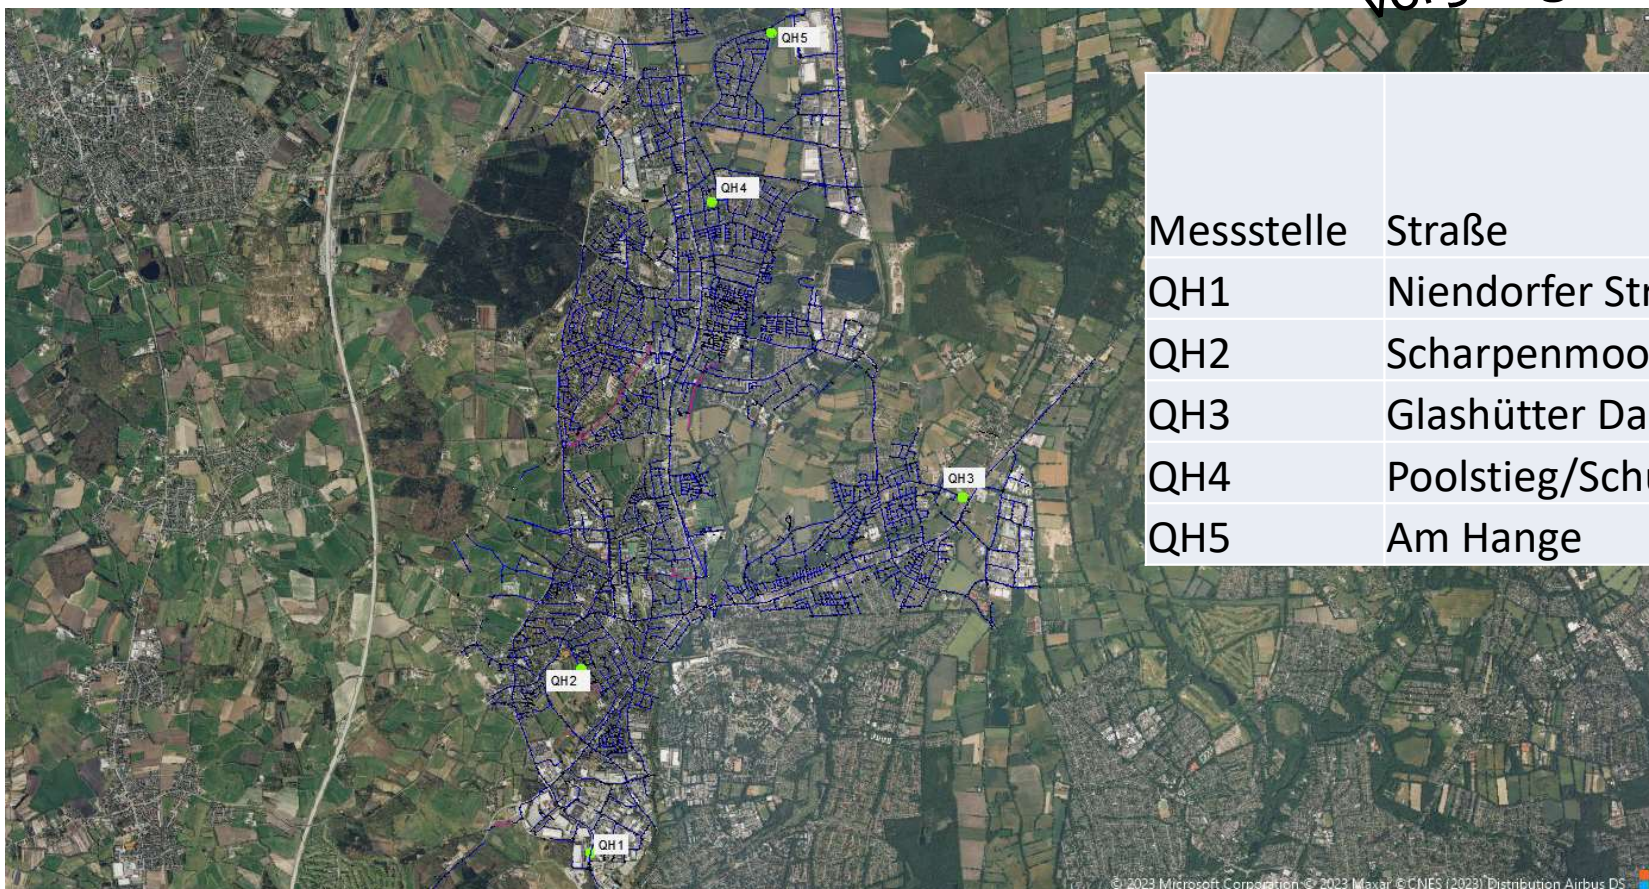 QH5
QH4
QH3
QH2
QH1
Messstelle Straße
QH1 Niendorfer Str
QH2 Scharpenmoo
QH3 Glashütter Da
QH4 Poolstieg/Schu
QH5 Am Hange
© 2023 Microsoft Corporation © 2023 Maxar © CNES (2023) Distribution Airbus DS